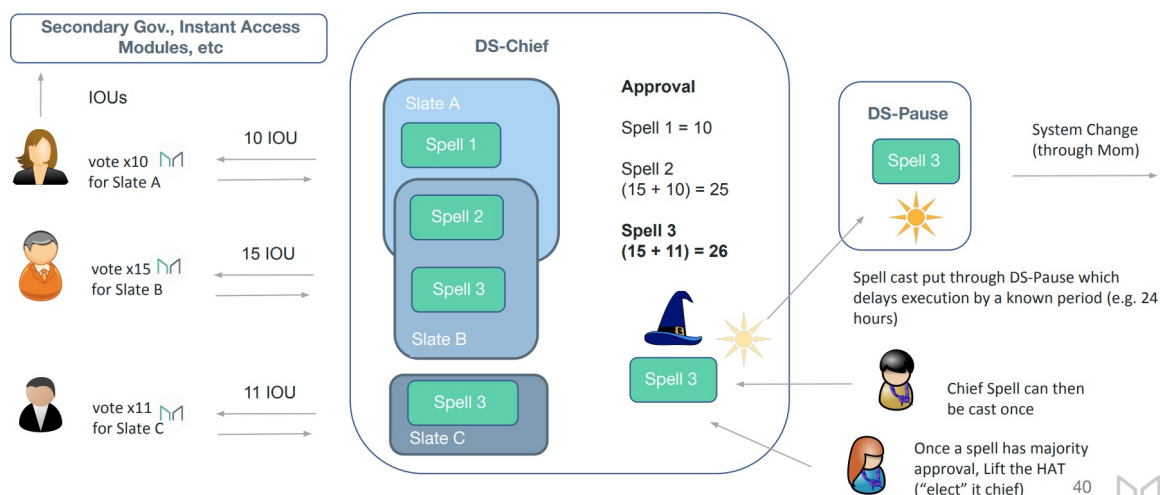 Secondary Gov., Instant Access
Modules, etc
IOUs
vote x10
for Slate A
10 IOU
vote x15
for Slate B
15 IOU
vote x11
for Slate C
11 IOU
DS-Chief
Slate A
Spell 1
Spell 2
Spell 3
Slate B
Spell 3
Slate C
Approval
Spell 1 = 10
Spell 2
(15 + 10) = 25
Spell 3
(15 + 11) = 26
Spell 3
DS-Pause
Spell 3
System Change
(through Mom)
Spell cast put through DS-Pause which
delays execution by a known period (e.g. 24
hours)
Chief Spell can then
be cast once
Once a spell has majority
approval, Lift the HAT
("elect" it chief)
40